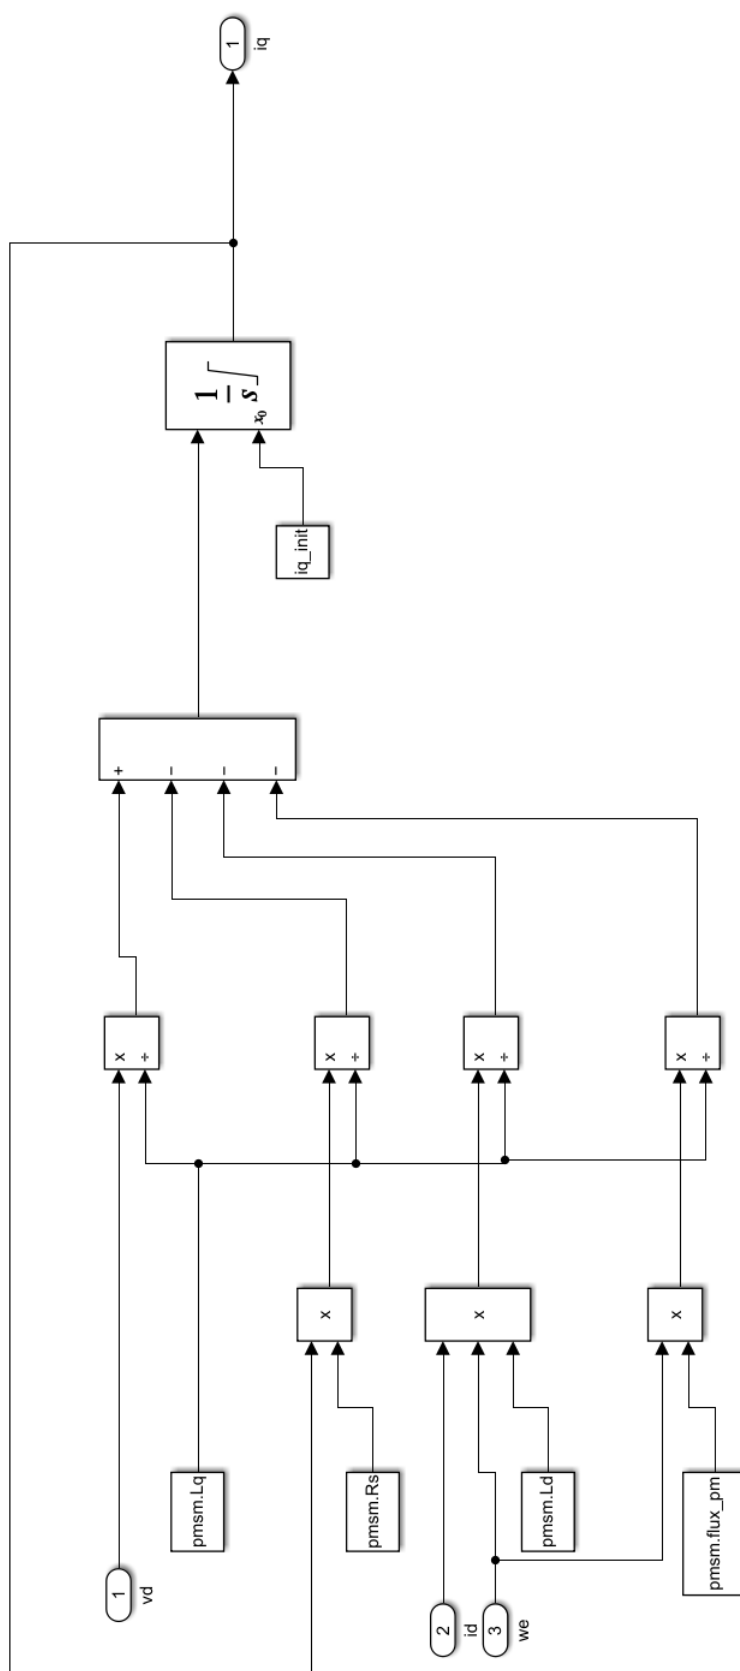 1
vd
pmsm.Lq
x
÷
pmsm.Rs
x
x
÷
2
id
3
we
pmsm.Ld
x
x
÷
pmsm.flux_pm
x
x
÷
+
−
−
−
iq_init
1
s
x0
1
iq